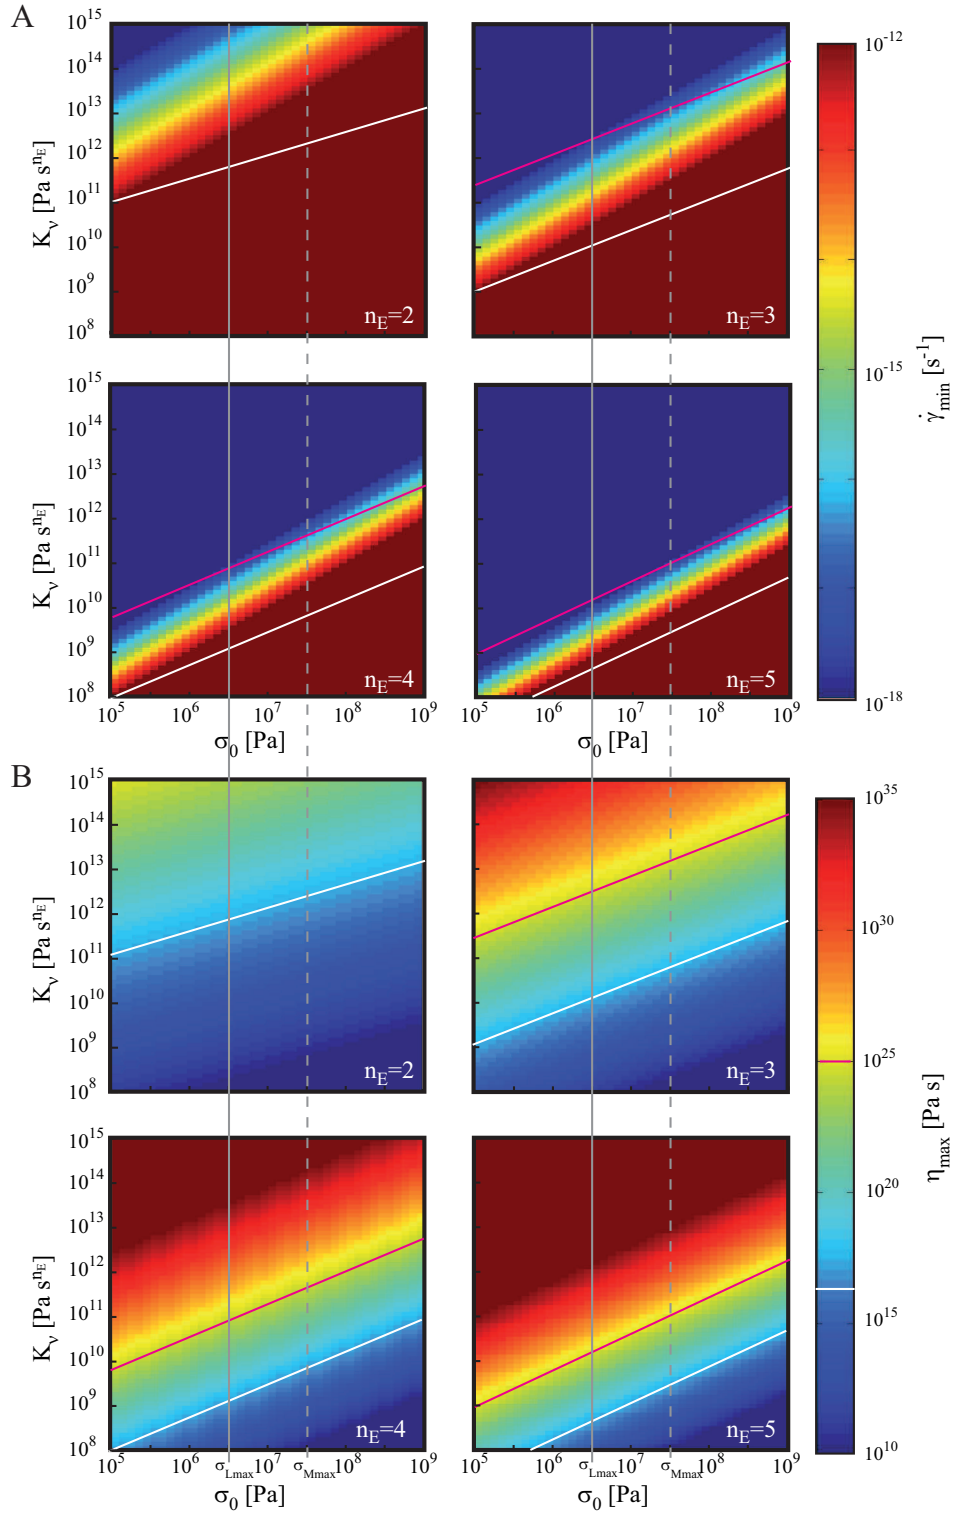 A
10^15
10^14
10^13
10^12
10^11
10^10
10^9
10^8
K_ν [Pa s^n_E]
n_E=2
n_E=3
10^-12
10^-15
10^-18
γ̇_min [s^-1]
10^15
10^14
10^13
10^12
10^11
10^10
10^9
10^8
K_ν [Pa s^n_E]
n_E=4
n_E=5
10^5 10^6 10^7 10^8 10^9
10^5 10^6 10^7 10^8 10^9
σ_0 [Pa]
σ_0 [Pa]
B
10^15
10^14
10^13
10^12
10^11
10^10
10^9
10^8
K_ν [Pa s^n_E]
n_E=2
n_E=3
10^35
10^30
10^25
10^20
10^15
10^10
η_max [Pa s]
10^15
10^14
10^13
10^12
10^11
10^10
10^9
10^8
K_ν [Pa s^n_E]
n_E=4
n_E=5
10^5 10^6 σ_Lmax 10^7 σ_Mmax 10^8 10^9
10^5 10^6 σ_Lmax 10^7 σ_Mmax 10^8 10^9
σ_0 [Pa]
σ_0 [Pa]